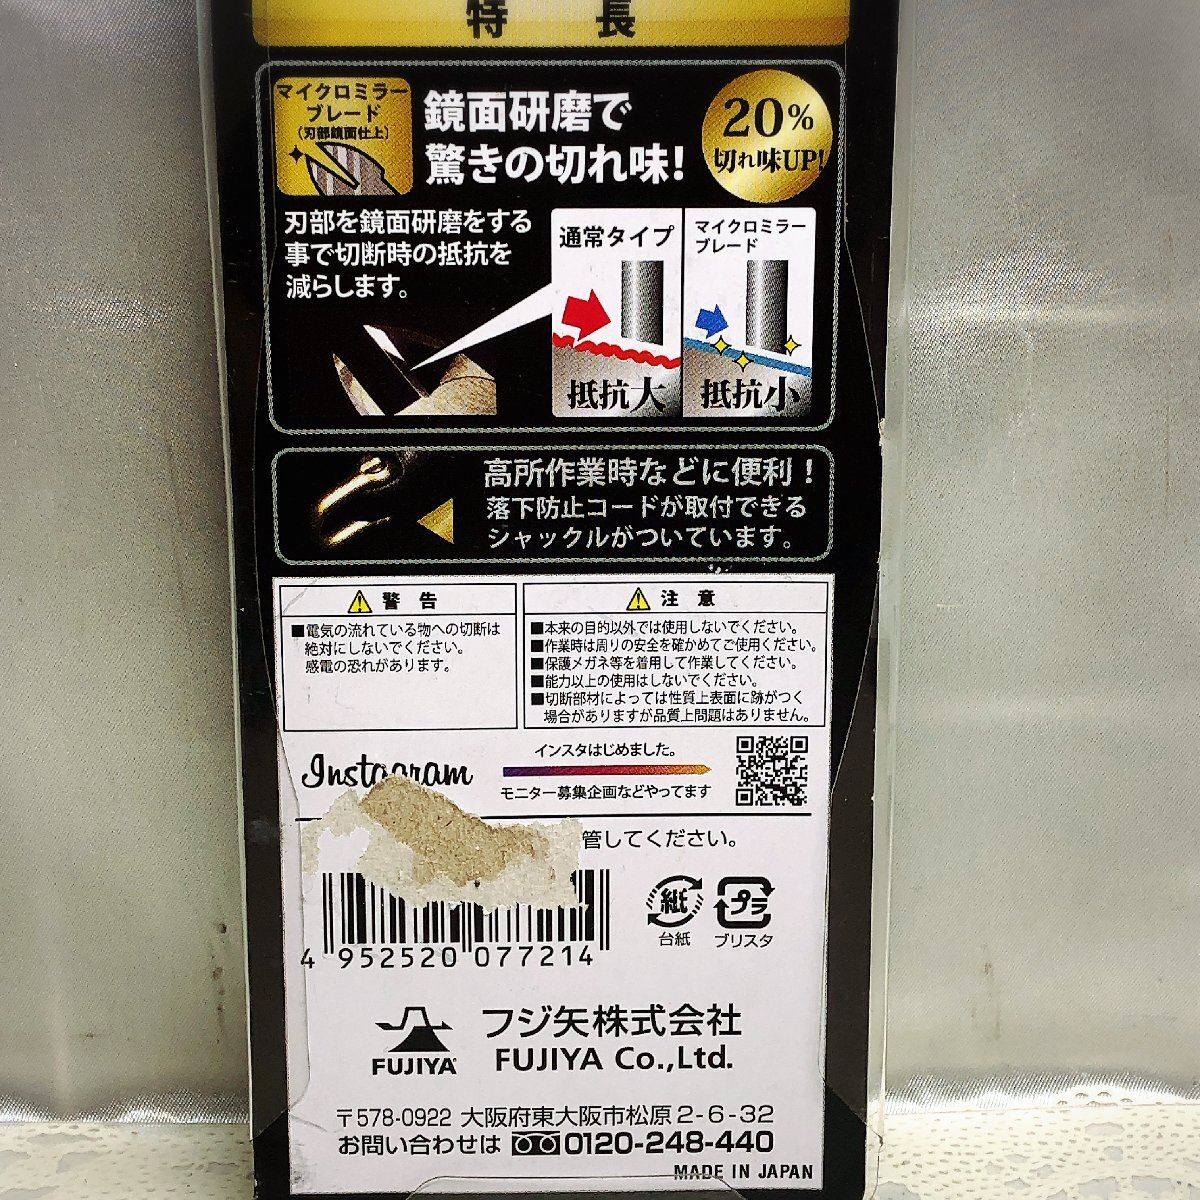 特 長
マイクロミラー
ブレード
(刃部鏡面仕上)
鏡面研磨で
驚きの切れ味!
20%
切れ味UP!
刃部を鏡面研磨をする
事で切断時の抵抗を
減らします。
通常タイプ
抵抗大
マイクロミラー
ブレード
抵抗小
高所作業時などに便利!
落下防止コードが取付できる
シャックルがついています。
警 告
■電気の流れている物への切断は
絶対にしないでください。
感電の恐れがあります。
注 意
■本来の目的以外では使用しないでください。
■作業時は周りの安全を確かめてご使用ください。
■保護メガネ等を着用して作業してください。
■能力以上の使用はしないでください。
■切断部材によっては性質上表面に跡がつく
場合がありますが品質上問題はありません。
Instagram
インスタはじめました。
モニター募集企画などやってます
管してください。
4 952520 077214
紙
台紙
プラ
ブリスタ
FUJIYA
フジ矢株式会社
FUJIYA Co.,Ltd.
〒578-0922 大阪府東大阪市松原2-6-32
お問い合わせは 0120-248-440
MADE IN JAPAN